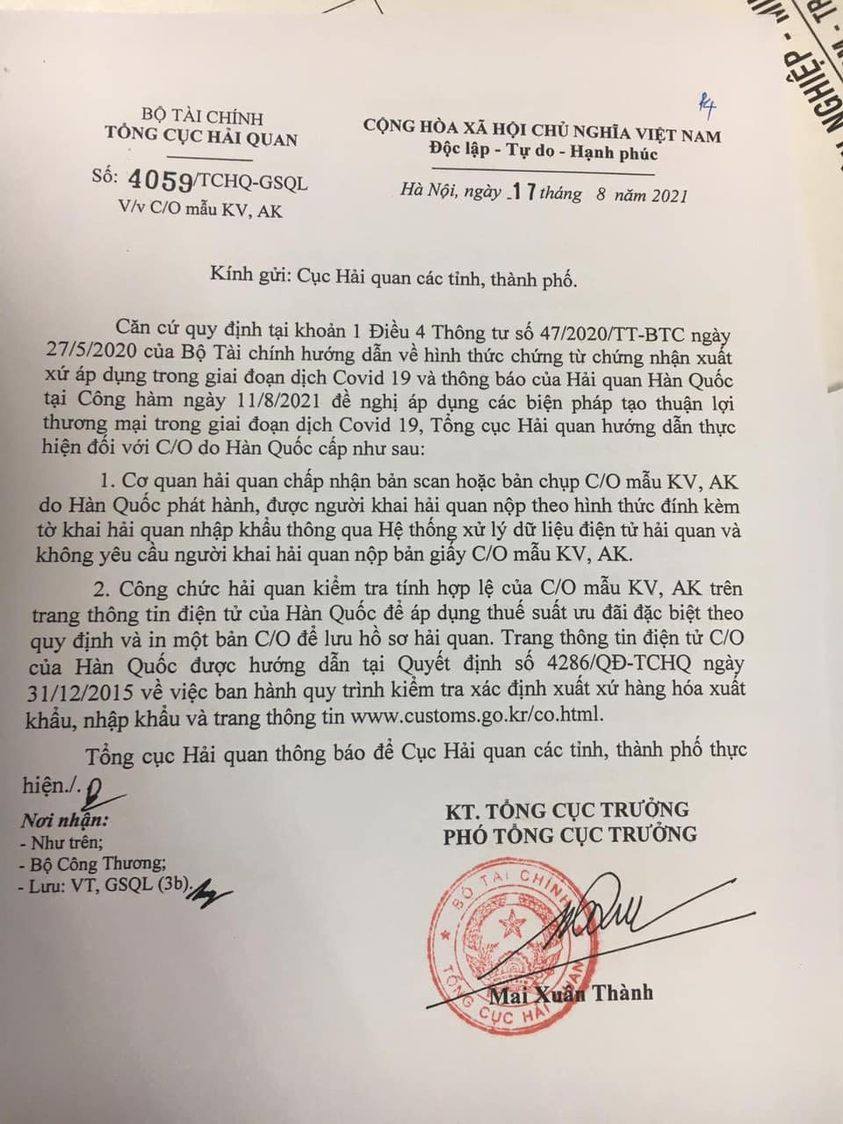 NGHIỆP - M
M - TR
BỘ TÀI CHÍNH
TỔNG CỤC HẢI QUAN
CỘNG HÒA XÃ HỘI CHỦ NGHĨA VIỆT NAM
Độc lập - Tự do - Hạnh phúc
Số: 4059/TCHQ-GSQL
V/v C/O mẫu KV, AK
Hà Nội, ngày 17 tháng 8 năm 2021
Kính gửi: Cục Hải quan các tỉnh, thành phố.
Căn cứ quy định tại khoản 1 Điều 4 Thông tư số 47/2020/TT-BTC ngày
27/5/2020 của Bộ Tài chính hướng dẫn về hình thức chứng từ chứng nhận xuất
xứ áp dụng trong giai đoạn dịch Covid 19 và thông báo của Hải quan Hàn Quốc
tại Công hàm ngày 11/8/2021 đề nghị áp dụng các biện pháp tạo thuận lợi
thương mại trong giai đoạn dịch Covid 19, Tổng cục Hải quan hướng dẫn thực
hiện đối với C/O do Hàn Quốc cấp như sau:
1. Cơ quan hải quan chấp nhận bản scan hoặc bản chụp C/O mẫu KV, AK
do Hàn Quốc phát hành, được người khai hải quan nộp theo hình thức đính kèm
tờ khai hải quan nhập khẩu thông qua Hệ thống xử lý dữ liệu điện tử hải quan và
không yêu cầu người khai hải quan nộp bản giấy C/O mẫu KV, AK.
2. Công chức hải quan kiểm tra tính hợp lệ của C/O mẫu KV, AK trên
trang thông tin điện tử của Hàn Quốc để áp dụng thuế suất ưu đãi đặc biệt theo
quy định và in một bản C/O để lưu hồ sơ hải quan. Trang thông tin điện tử C/O
của Hàn Quốc được hướng dẫn tại Quyết định số 4286/QĐ-TCHQ ngày
31/12/2015 về việc ban hành quy trình kiểm tra xác định xuất xứ hàng hóa xuất
khẩu, nhập khẩu và trang thông tin www.customs.go.kr/co.html.
Tổng cục Hải quan thông báo để Cục Hải quan các tỉnh, thành phố thực
hiện./.
Nơi nhận:
- Như trên;
- Bộ Công Thương;
- Lưu: VT, GSQL (3b).
KT. TỔNG CỤC TRƯỞNG
PHÓ TỔNG CỤC TRƯỞNG
BỘ TÀI CHÍNH
TỔNG CỤC HẢI QUAN
Mai Xuân Thành